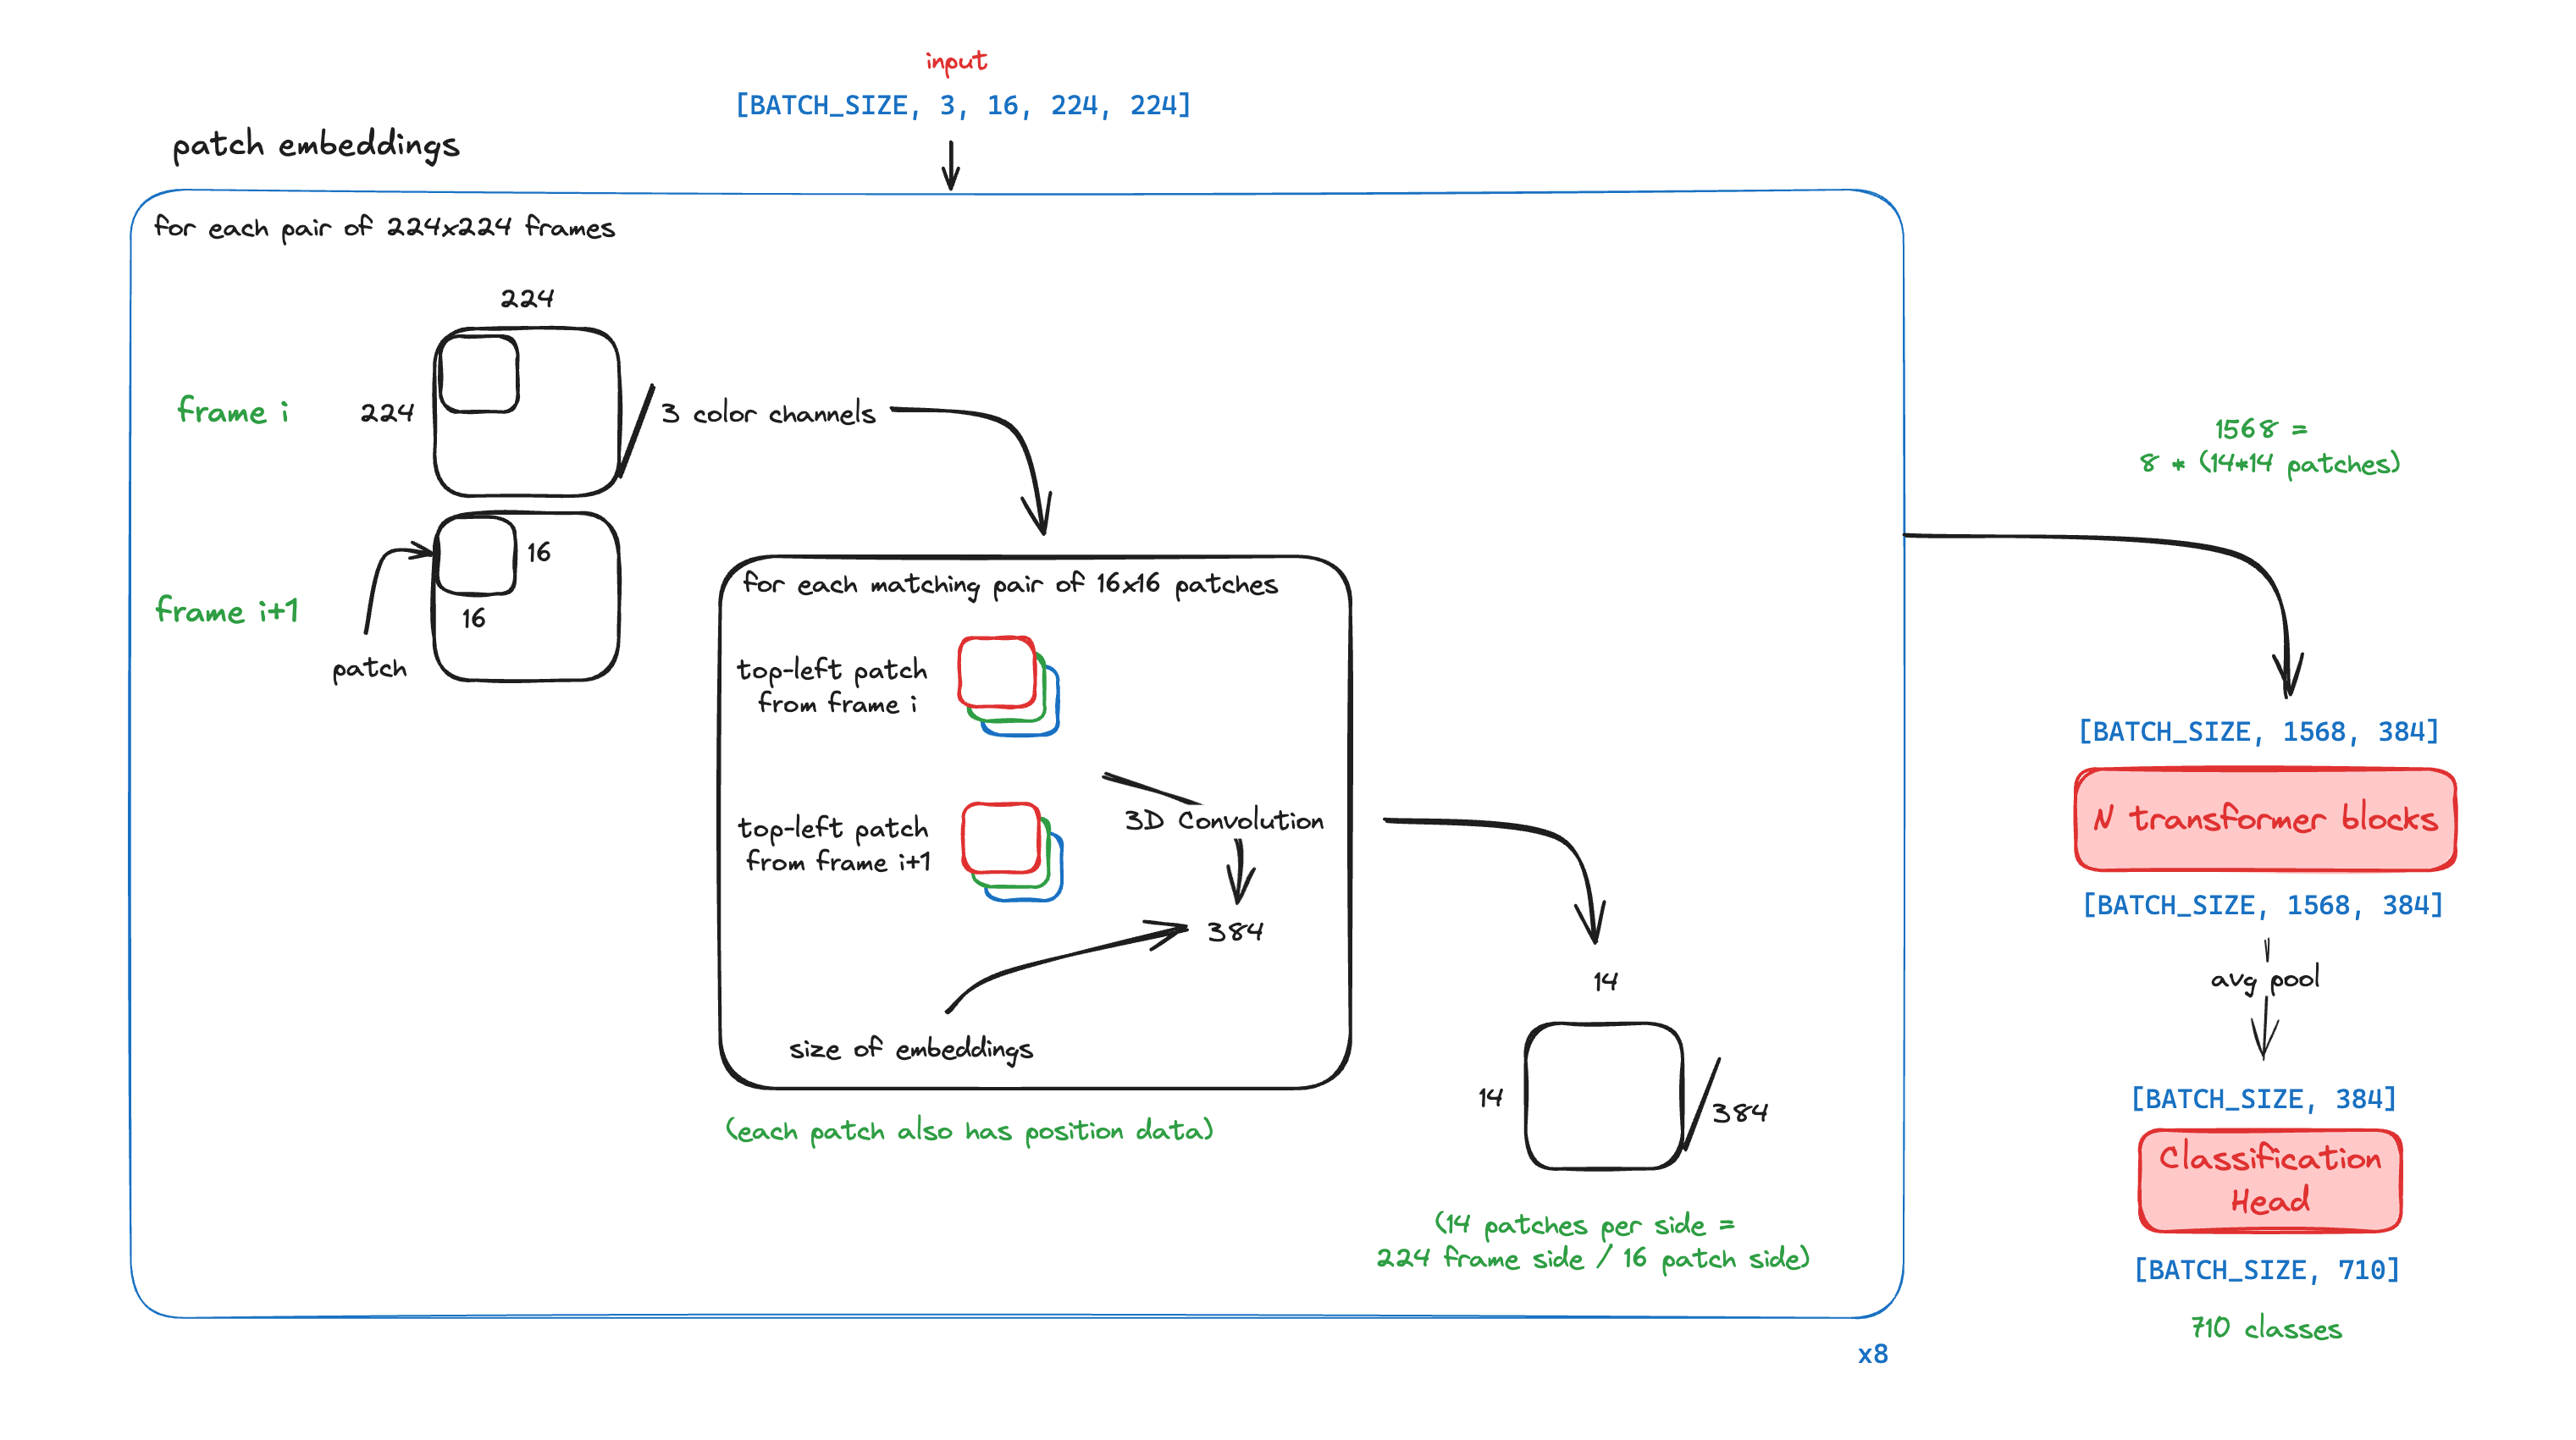 input
[BATCH_SIZE, 3, 16, 224, 224]
patch embeddings
for each pair of 224x224 frames
224
frame i
224
3 color channels
16
frame i+1
16
patch
for each matching pair of 16x16 patches
top-left patch
from frame i
top-left patch
from frame i+1
3D Convolution
384
size of embeddings
(each patch also has position data)
14
14
384
(14 patches per side =
224 frame side / 16 patch side)
x8
1568 =
8 * (14*14 patches)
[BATCH_SIZE, 1568, 384]
N transformer blocks
[BATCH_SIZE, 1568, 384]
avg pool
[BATCH_SIZE, 384]
Classification
Head
[BATCH_SIZE, 710]
710 classes